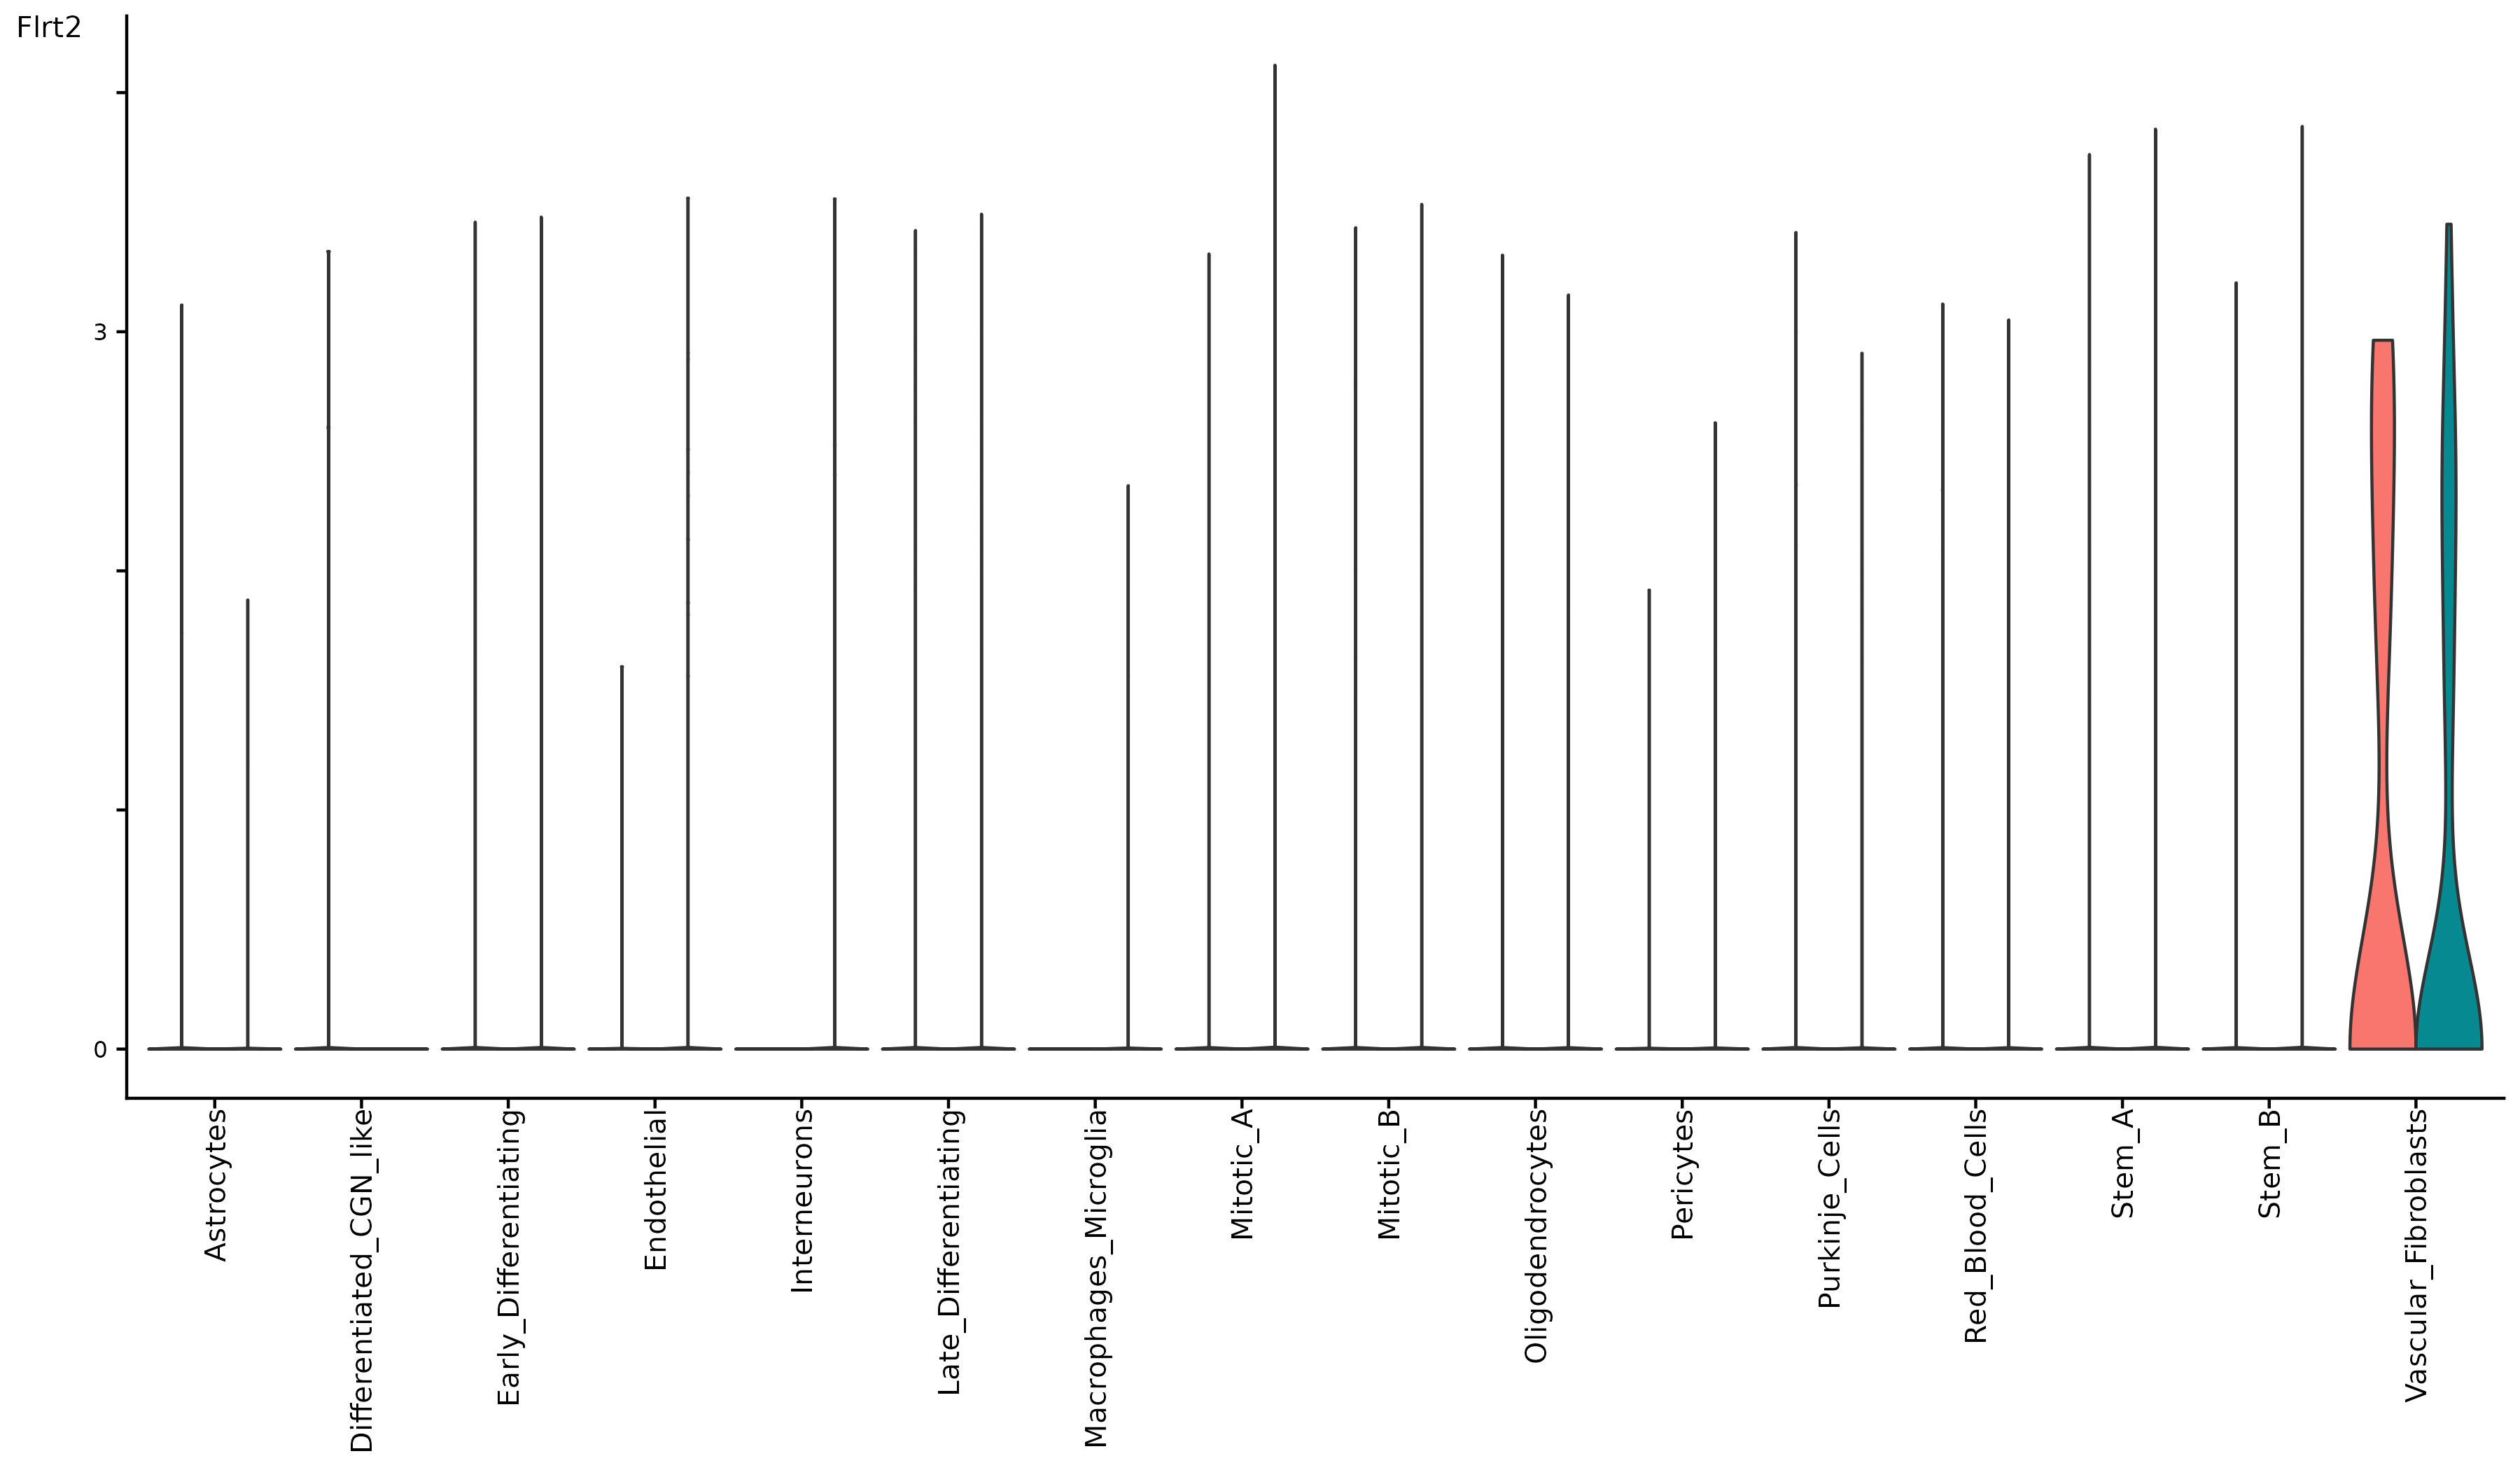 Flrt2
3
0
Astrocytes
Differentiated_CGN_like
Early_Differentiating
Endothelial
Interneurons
Late_Differentiating
Macrophages_Microglia
Mitotic_A
Mitotic_B
Oligodendrocytes
Pericytes
Purkinje_Cells
Red_Blood_Cells
Stem_A
Stem_B
Vascular_Fibroblasts